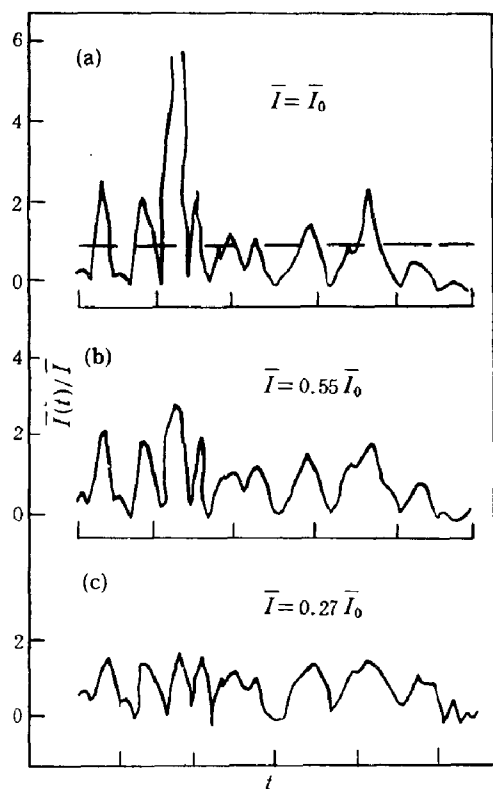 6
(a)
Ī = Ī₀
4
2
0
4
(b)
Ī = 0.55 Ī₀
I(t)/Ī
2
0
(c)
Ī = 0.27 Ī₀
2
0
t